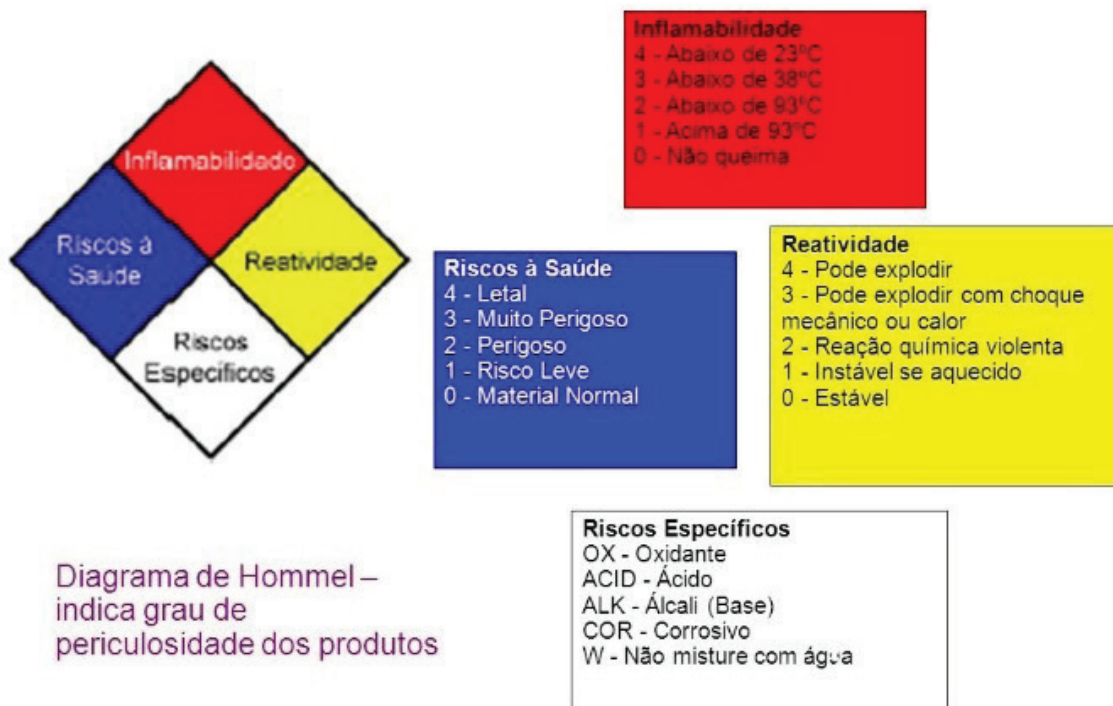 Inflamabilidade
4 - Abaixo de 23ºC
3 - Abaixo de 38ºC
2 - Abaixo de 93ºC
1 - Acima de 93ºC
0 - Não queima
Inflamabilidado
Riscos à
Saúde
Reatividade
Riscos
Específicos
Riscos à Saúde
4 - Letal
3 - Muito Perigoso
2 - Perigoso
1 - Risco Leve
0 - Material Normal
Reatividade
4 - Pode explodir
3 - Pode explodir com choque
mecânico ou calor
2 - Reação química violenta
1 - Instável se aquecido
0 - Estável
Riscos Específicos
OX - Oxidante
ACID - Ácido
ALK - Álcali (Base)
COR - Corrosivo
W - Não misture com água
Diagrama de Hommel –
indica grau de
periculosidade dos produtos